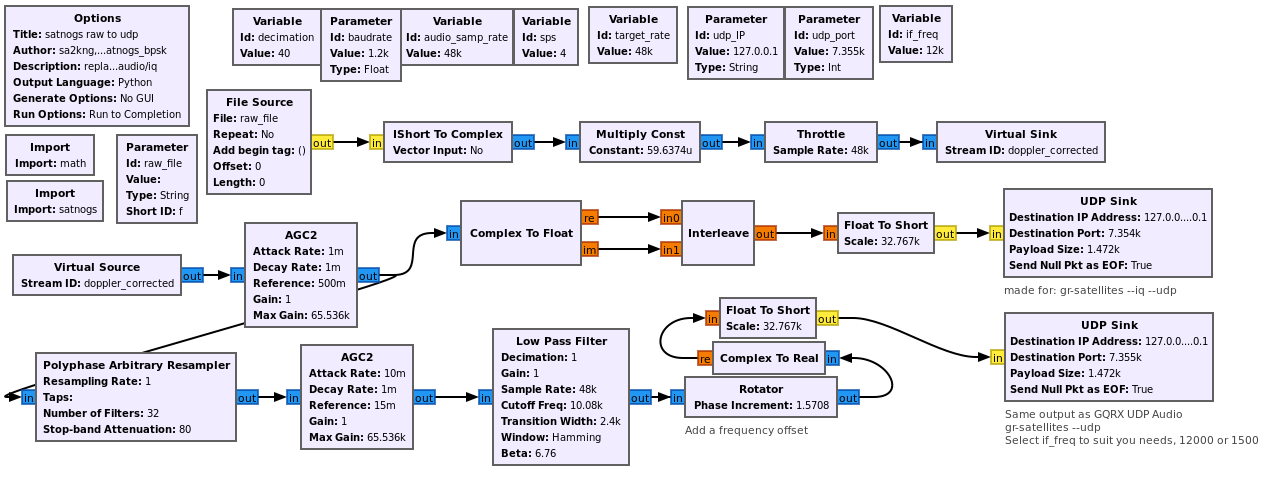 Options
Title: satnogs raw to udp
Author: sa2kng,...atnogs_bpsk
Description: repla...audio/iq
Output Language: Python
Generate Options: No GUI
Run Options: Run to Completion
Variable
Id: decimation
Value: 40
Parameter
Id: baudrate
Value: 1.2k
Type: Float
Variable
Id: audio_samp_rate
Value: 48k
Variable
Id: sps
Value: 4
Variable
Id: target_rate
Value: 48k
Parameter
Id: udp_IP
Value: 127.0.0.1
Type: String
Parameter
Id: udp_port
Value: 7.355k
Type: Int
Variable
Id: if_freq
Value: 12k
Import
Import: math
Import
Import: satnogs
Parameter
Id: raw_file
Value:
Type: String
Short ID: f
File Source
File: raw_file
Repeat: No
Add begin tag: ()
Offset: 0
Length: 0
out
in
IShort To Complex
Vector Input: No
out
in
Multiply Const
Constant: 59.6374u
out
in
Throttle
Sample Rate: 48k
out
in
Virtual Sink
Stream ID: doppler_corrected
Virtual Source
Stream ID: doppler_corrected
out
in
AGC2
Attack Rate: 1m
Decay Rate: 1m
Reference: 500m
Gain: 1
Max Gain: 65.536k
out
in
Complex To Float
re
im
in0
in1
Interleave
out
in
Float To Short
Scale: 32.767k
out
in
UDP Sink
Destination IP Address: 127.0.0....0.1
Destination Port: 7.354k
Payload Size: 1.472k
Send Null Pkt as EOF: True
made for: gr-satellites --iq --udp
in
Polyphase Arbitrary Resampler
Resampling Rate: 1
Taps:
Number of Filters: 32
Stop-band Attenuation: 80
out
in
AGC2
Attack Rate: 10m
Decay Rate: 1m
Reference: 15m
Gain: 1
Max Gain: 65.536k
out
in
Low Pass Filter
Decimation: 1
Gain: 1
Sample Rate: 48k
Cutoff Freq: 10.08k
Transition Width: 2.4k
Window: Hamming
Beta: 6.76
out
in
Rotator
Phase Increment: 1.5708
out
Add a frequency offset
in
Complex To Real
re
in
Float To Short
Scale: 32.767k
out
in
UDP Sink
Destination IP Address: 127.0.0....0.1
Destination Port: 7.355k
Payload Size: 1.472k
Send Null Pkt as EOF: True
Same output as GQRX UDP Audio
gr-satellites --udp
Select if_freq to suit you needs, 12000 or 1500